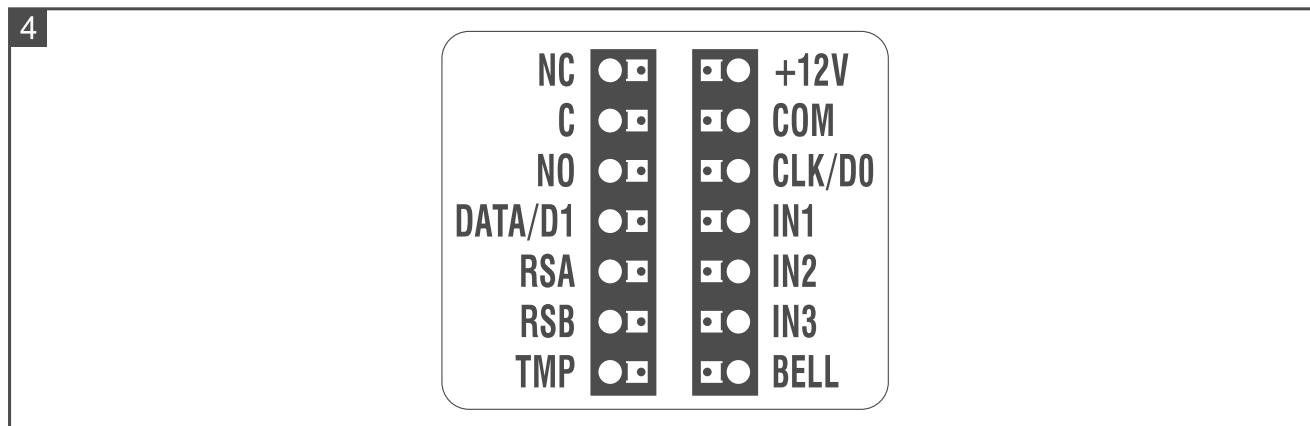 4
NC +12V
C COM
NO CLK/D0
DATA/D1 IN1
RSA IN2
RSB IN3
TMP BELL